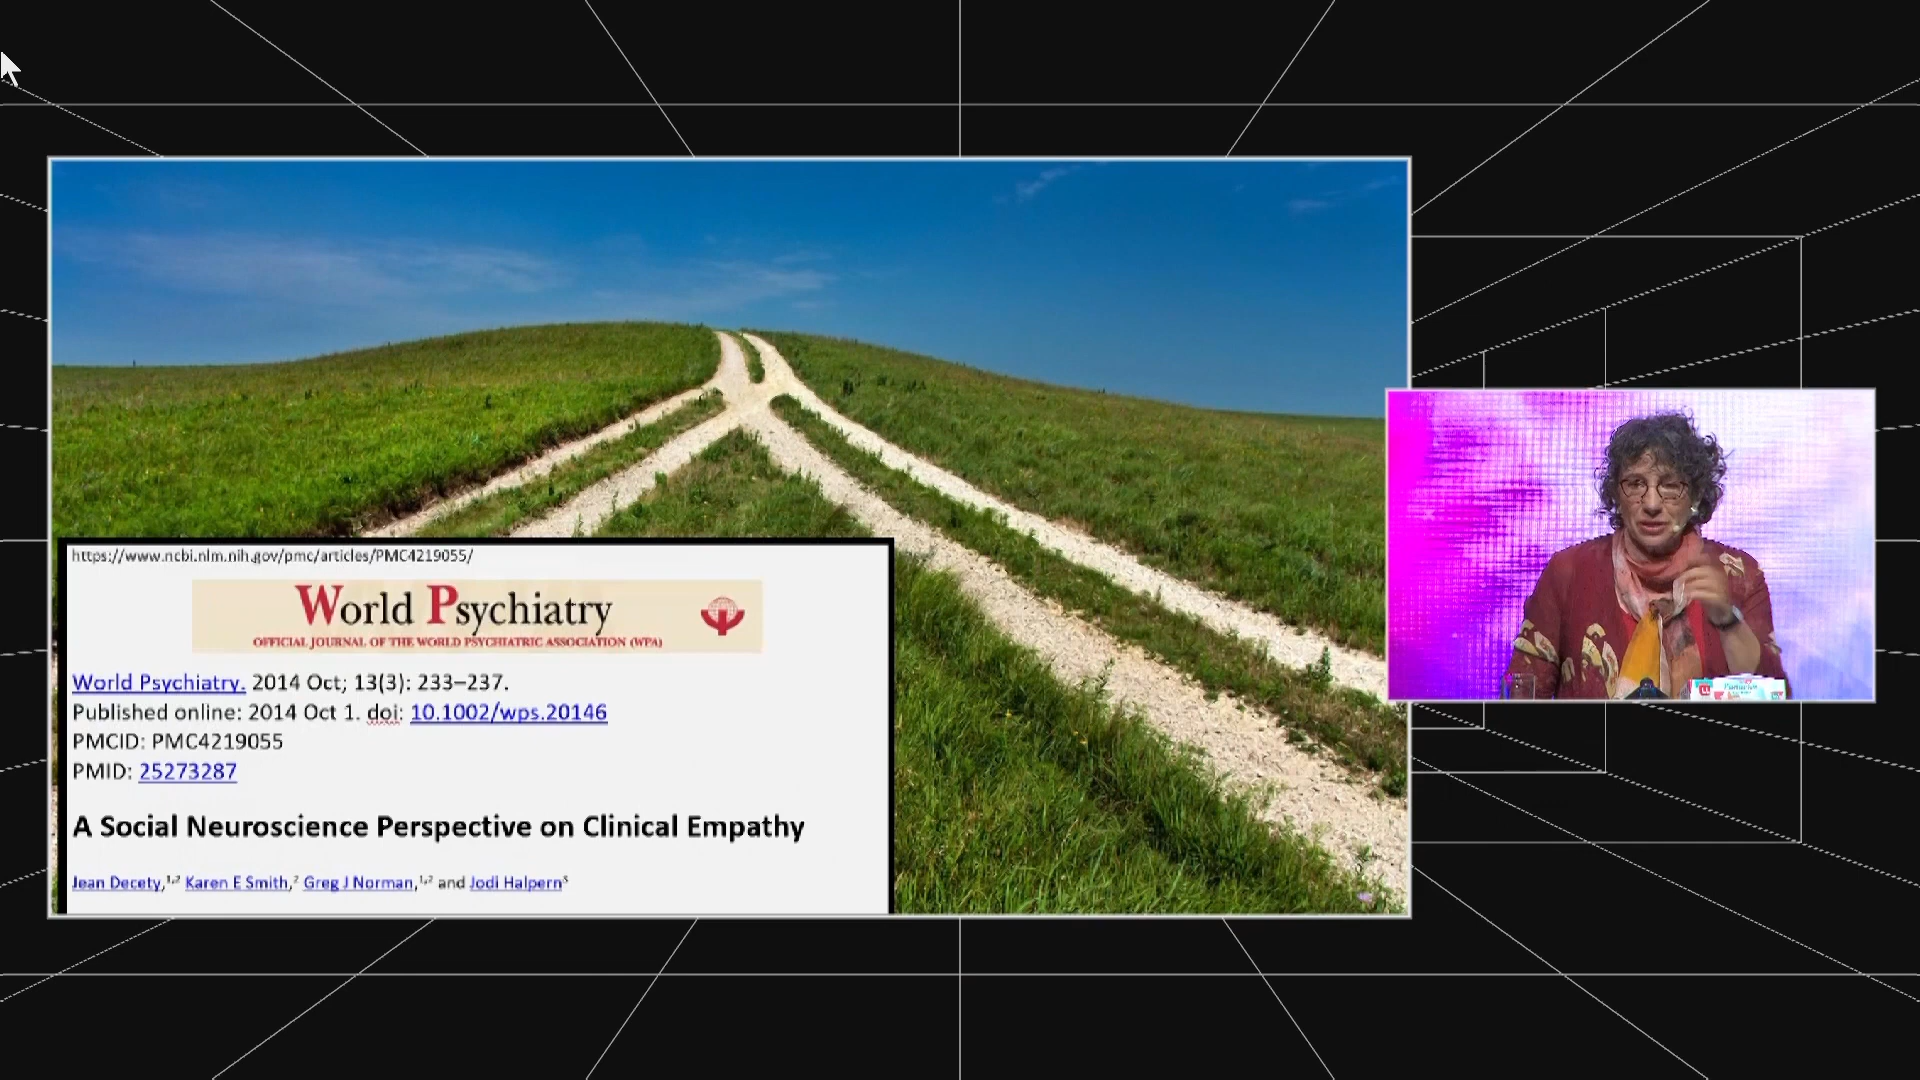 https://www.ncbi.nlm.nih.gov/pmc/articles/PMC4219055/
World Psychiatry
OFFICIAL JOURNAL OF THE WORLD PSYCHIATRIC ASSOCIATION (WPA)
World Psychiatry. 2014 Oct; 13(3): 233–237.
Published online: 2014 Oct 1. doi: 10.1002/wps.20146
PMCID: PMC4219055
PMID: 25273287
A Social Neuroscience Perspective on Clinical Empathy
Jean Decety,¹,² Karen E Smith,² Greg J Norman,¹,² and Jodi Halpern³